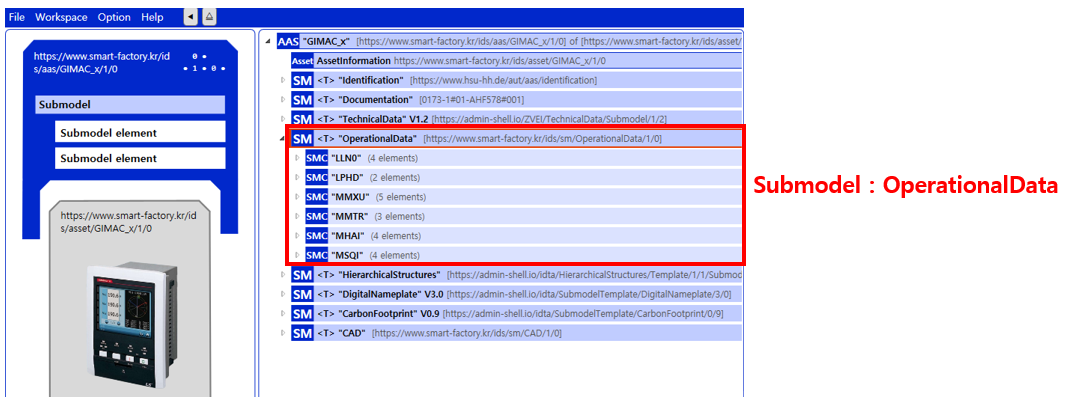 File Workspace Option Help
https://www.smart-factory.kr/id
s/aas/GIMAC_x/1/0
0
1 0
Submodel
Submodel element
Submodel element
https://www.smart-factory.kr/id
s/asset/GIMAC_x/1/0
AAS "GIMAC_x" [https://www.smart-factory.kr/ids/aas/GIMAC_x/1/0] of [https://www.smart-factory.kr/ids/asset/
Asset AssetInformation https://www.smart-factory.kr/ids/asset/GIMAC_x/1/0
SM <T> "Identification" [https://www.hsu-hh.de/aut/aas/identification]
SM <T> "Documentation" [0173-1#01-AHF578#001]
SM <T> "TechnicalData" V1.2 [https://admin-shell.io/ZVEI/TechnicalData/Submodel/1/2]
SM <T> "OperationalData" [https://www.smart-factory.kr/ids/sm/OperationalData/1/0]
SMC "LLN0" (4 elements)
SMC "LPHD" (2 elements)
SMC "MMXU" (5 elements)
SMC "MMTR" (3 elements)
SMC "MHAI" (4 elements)
SMC "MSQI" (4 elements)
SM <T> "HierarchicalStructures" [https://admin-shell.io/idta/HierarchicalStructures/Template/1/1/Submod
SM <T> "DigitalNameplate" V3.0 [https://admin-shell.io/idta/SubmodelTemplate/DigitalNameplate/3/0]
SM <T> "CarbonFootprint" V0.9 [https://admin-shell.io/idta/SubmodelTemplate/CarbonFootprint/0/9]
SM <T> "CAD" [https://www.smart-factory.kr/ids/sm/CAD/1/0]
Submodel : OperationalData